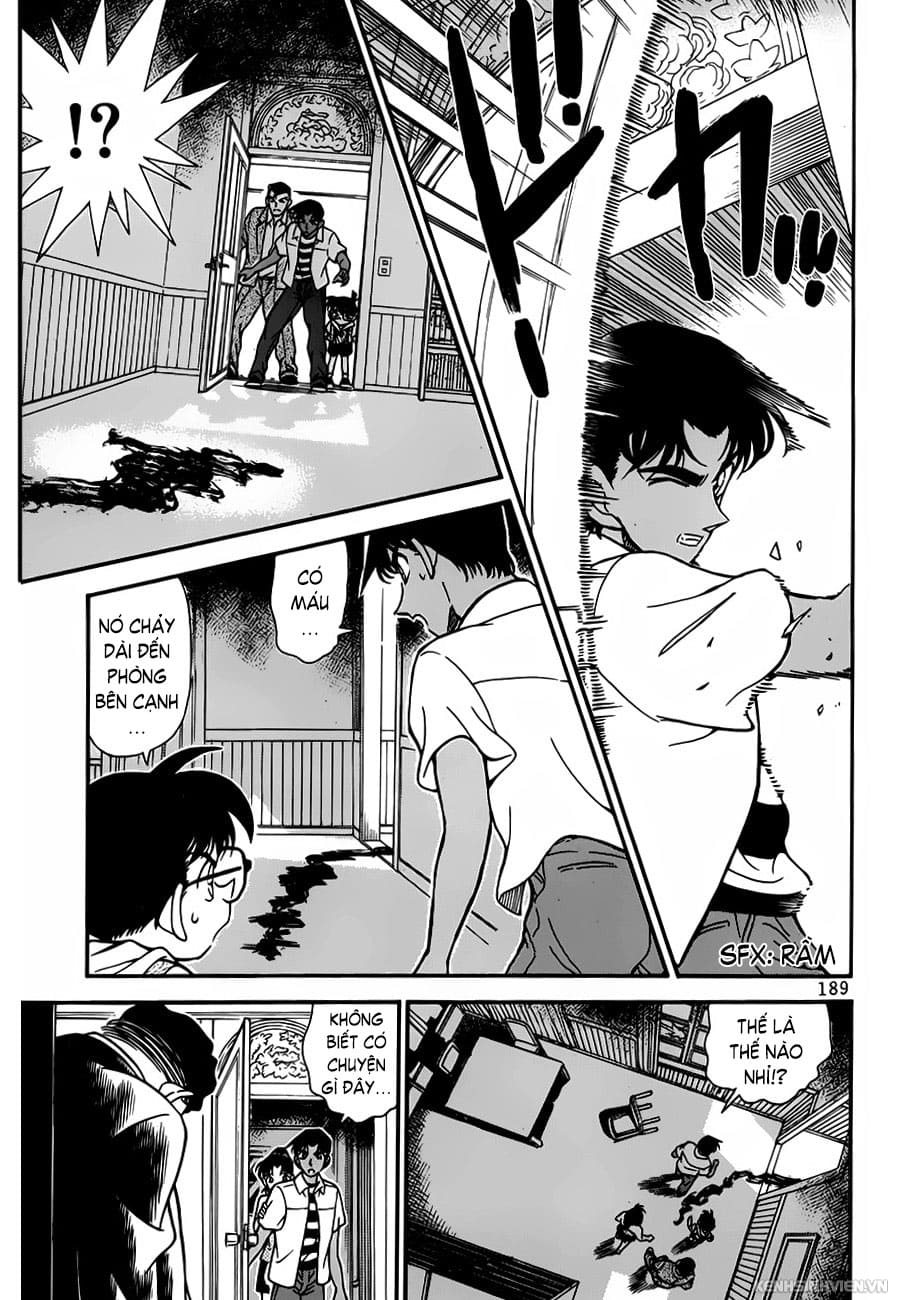 ドカッ!!
!?
CÓ
MÁU
...
NÓ CHẢY
DÀI ĐẾN
PHÒNG
BÊN CẠNH
...
SFX: RẦM
189
THẾ LÀ
THẾ NÀO
NHỈ!?
KHÔNG
BIẾT CÓ
CHUYỆN
GÌ ĐÂY...
KENHSINHVIEN.VN